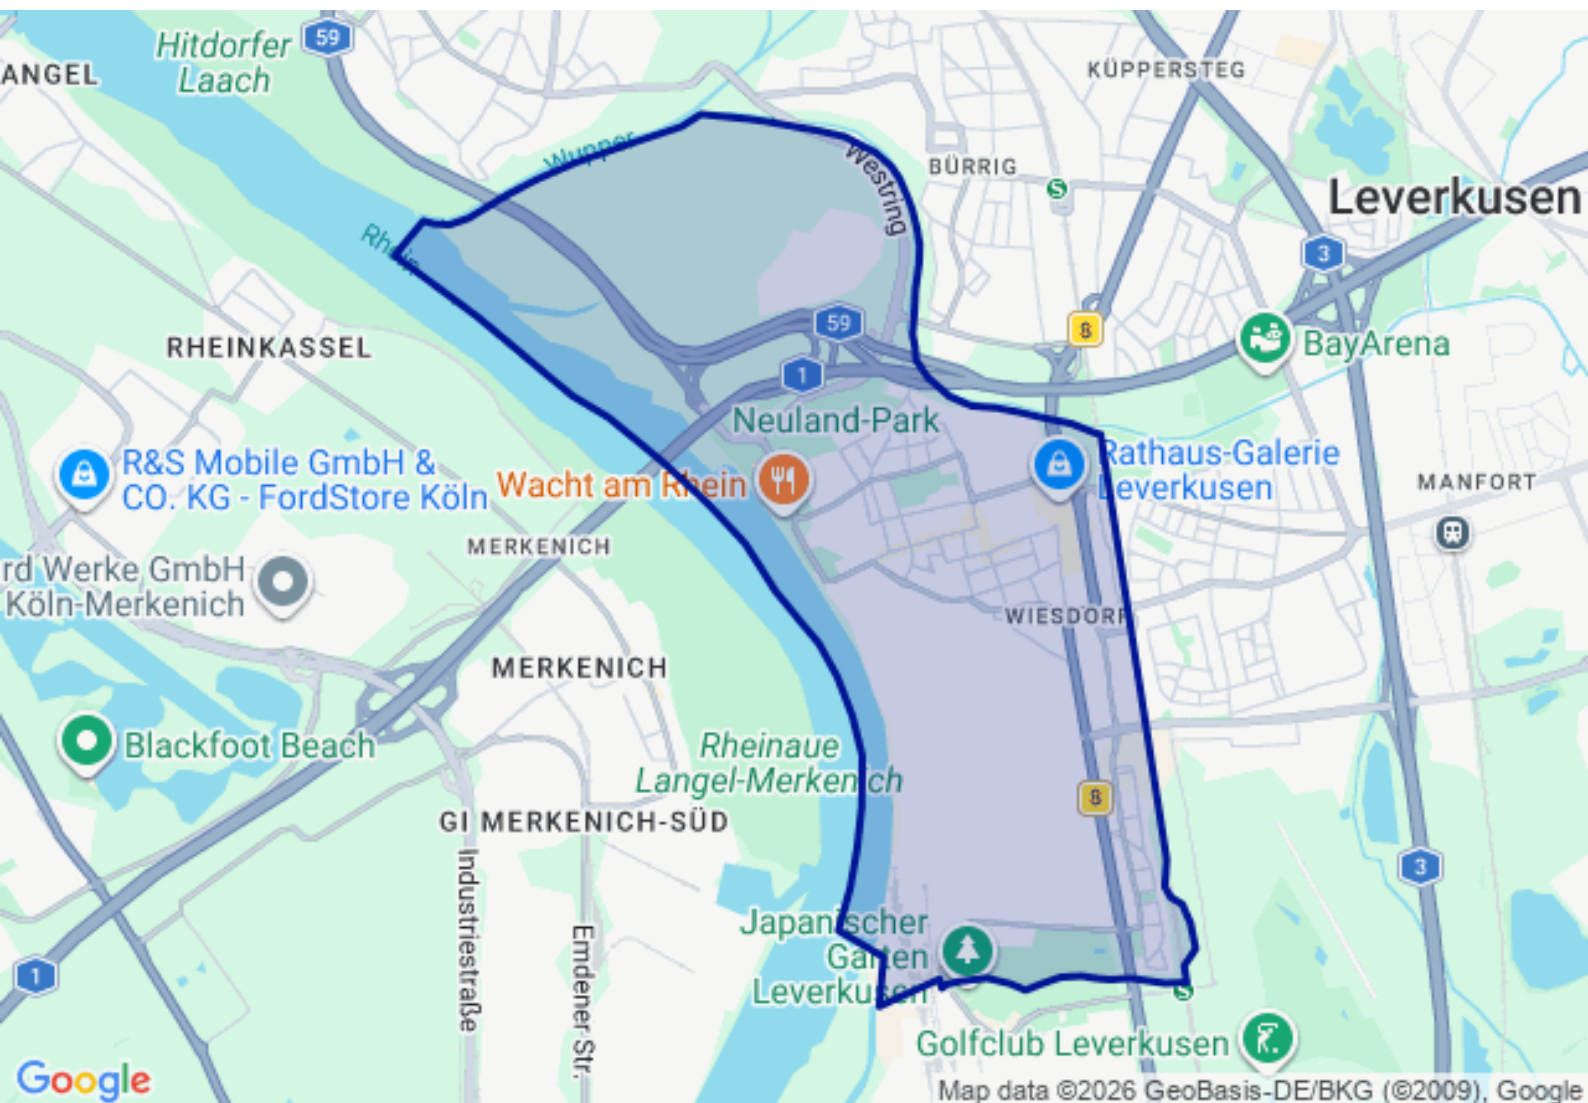 Hitdorfer
Laach
59
ANGEL
KÜPPERSTEG
Wupper
Westring
BÜRRIG
S
Leverkusen
Rhein
3
RHEINKASSEL
59
8
BayArena
1
Neuland-Park
R&S Mobile GmbH &
CO. KG - FordStore Köln
Wacht am Rhein
Rathaus-Galerie
Leverkusen
MANFORT
MERKENICH
rd Werke GmbH
Köln-Merkenich
WIESDORF
MERKENICH
Blackfoot Beach
Rheinaue
Langel-Merkenich
8
GI MERKENICH-SÜD
3
Industriestraße
Emdener Str.
Japanischer
Garten
Leverkusen
1
S
Golfclub Leverkusen
Google
Map data ©2026 GeoBasis-DE/BKG (©2009), Google